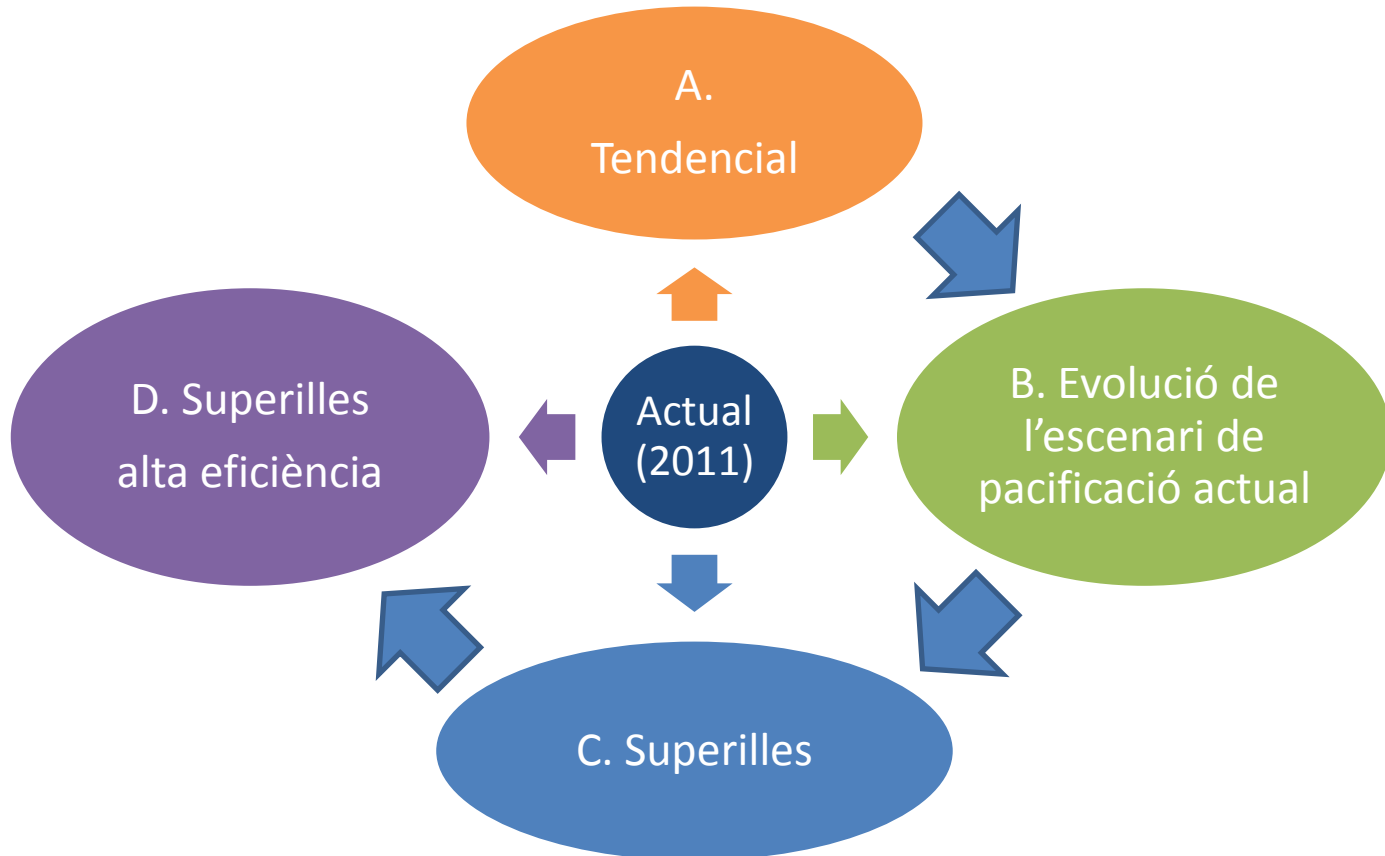 A.
Tendencial
D. Superilles
alta eficiència
Actual
(2011)
B. Evolució de
l’escenari de
pacificació actual
C. Superilles